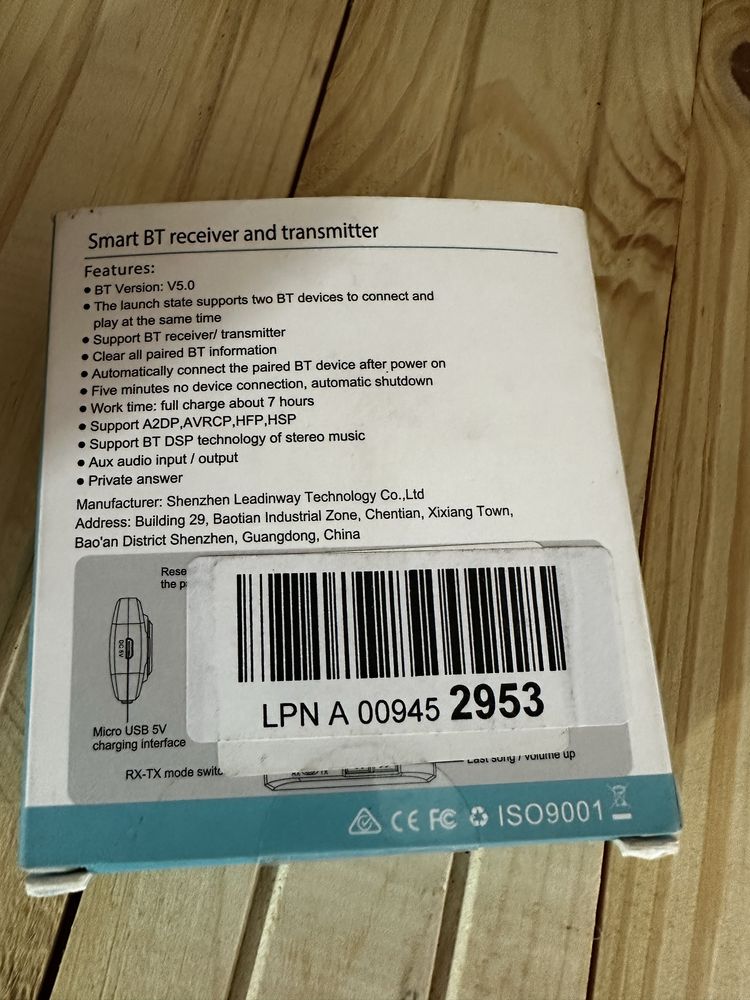 Smart BT receiver and transmitter
Features:
● BT Version: V5.0
● The launch state supports two BT devices to connect and
play at the same time
● Support BT receiver/ transmitter
● Clear all paired BT information
● Automatically connect the paired BT device after power on
● Five minutes no device connection, automatic shutdown
● Work time: full charge about 7 hours
● Support A2DP,AVRCP,HFP,HSP
● Support BT DSP technology of stereo music
● Aux audio input / output
● Private answer
Manufacturer: Shenzhen Leadinway Technology Co.,Ltd
Address: Building 29, Baotian Industrial Zone, Chentian, Xixiang Town,
Bao'an District Shenzhen, Guangdong, China
the
DC 5V
LPN A 00945 2953
Micro USB 5V
charging interface
RX-TX mode
Last song / volume up
CE FC ISO9001